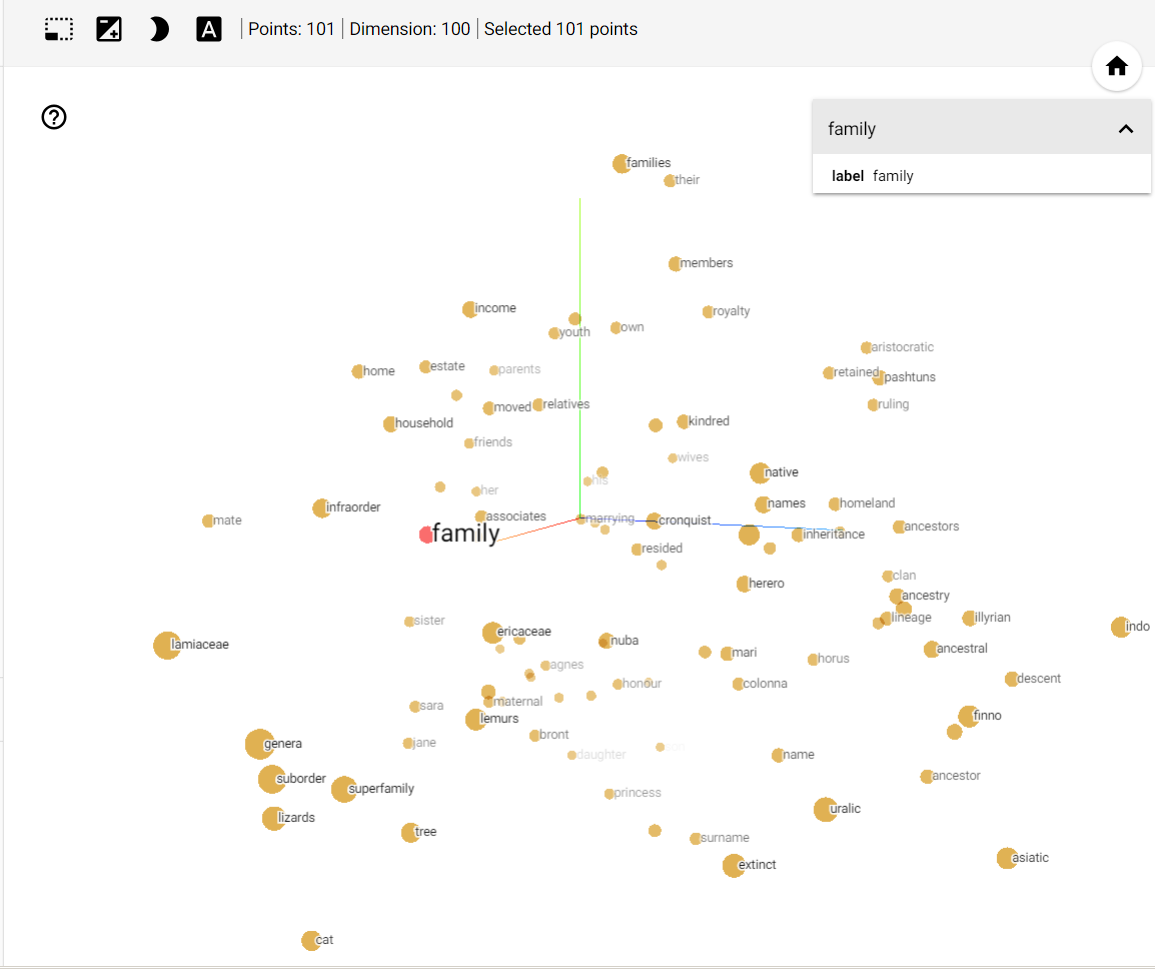 A
Points: 101
Dimension: 100
Selected 101 points
?
family
label family
families
their
members
income
royalty
youth
own
aristocratic
home
estate
parents
retained
pashtuns
moved
relatives
ruling
household
kindred
friends
wives
native
his
her
infraorder
names
homeland
mate
associates
marrying
cronquist
ancestors
family
inheritance
resided
clan
herero
ancestry
sister
lineage
illyrian
indo
ericaceae
lamiaceae
nuba
mari
ancestral
horus
agnes
descent
honour
colonna
maternal
sara
lemurs
finno
bront
jane
genera
daughter
name
suborder
ancestor
superfamily
princess
uralic
lizards
tree
surname
extinct
asiatic
cat